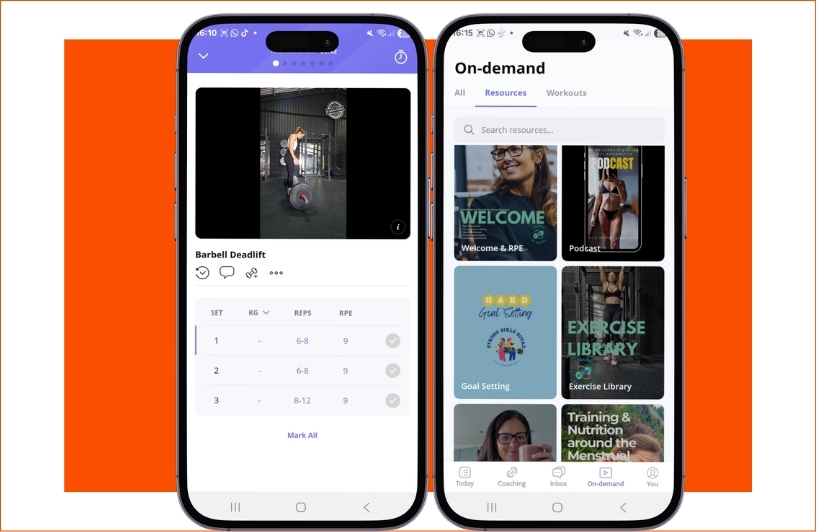 16:10
Barbell Deadlift
SET KG REPS RPE
1 - 6-8 9
2 - 6-8 9
3 - 8-12 9
Mark All
16:15
On-demand
All Resources Workouts
Search resources...
WELCOME
Welcome & RPE
PODCAST
Podcast
HARD
Goal Setting
STRONG GIRLS
Goal Setting
EXERCISE
LIBRARY
Exercise Library
Training &
Nutrition
around the
Menstrual
Today Coaching Inbox On-demand You